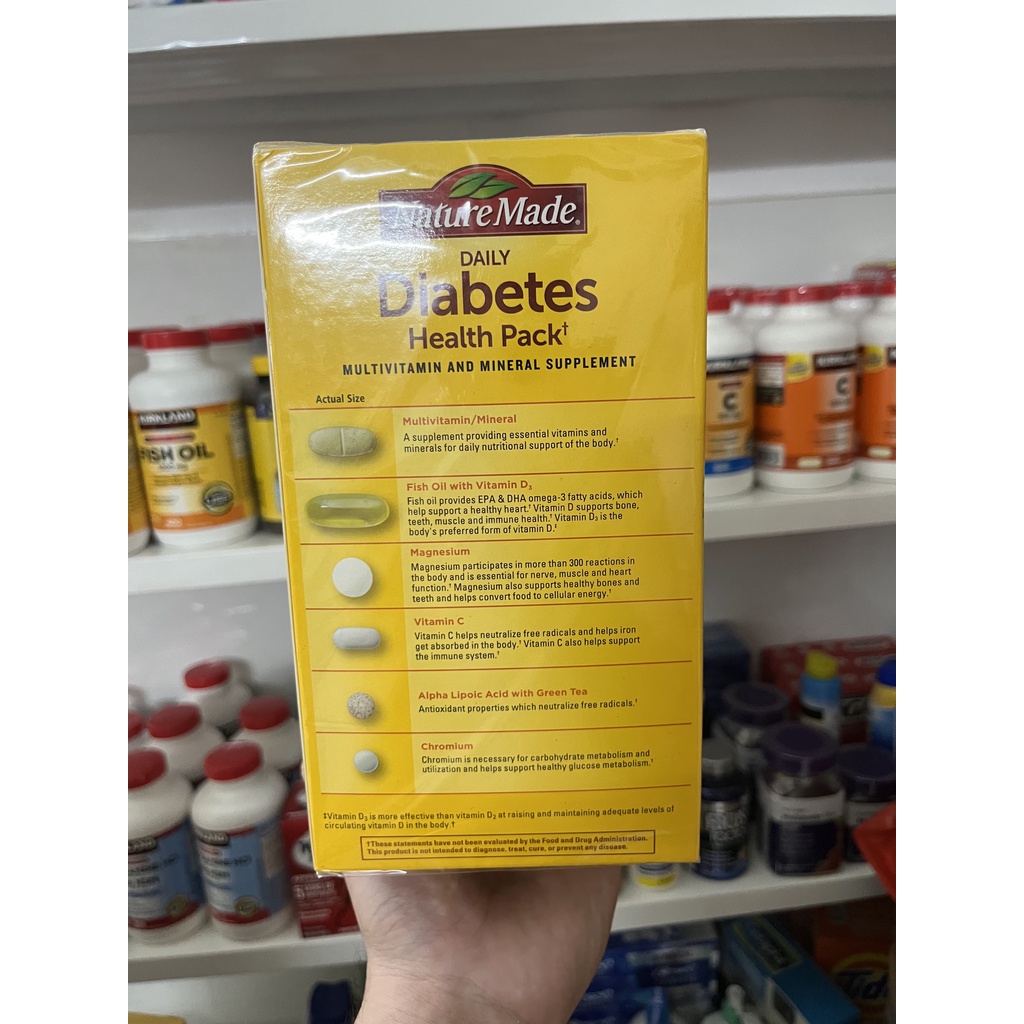 Nature Made®
DAILY
Diabetes
Health Pack†
MULTIVITAMIN AND MINERAL SUPPLEMENT
Actual Size
Multivitamin/Mineral
A supplement providing essential vitamins and
minerals for daily nutritional support of the body.†
Fish Oil with Vitamin D₃
Fish oil provides EPA & DHA omega-3 fatty acids, which
help support a healthy heart.† Vitamin D supports bone,
teeth, muscle and immune health.† Vitamin D₃ is the
body's preferred form of vitamin D.‡
Magnesium
Magnesium participates in more than 300 reactions in
the body and is essential for nerve, muscle and heart
function.† Magnesium also supports healthy bones and
teeth and helps convert food to cellular energy.†
Vitamin C
Vitamin C helps neutralize free radicals and helps iron
get absorbed in the body.† Vitamin C also helps support
the immune system.†
Alpha Lipoic Acid with Green Tea
Antioxidant properties which neutralize free radicals.†
Chromium
Chromium is necessary for carbohydrate metabolism and
utilization and helps support healthy glucose metabolism.†
‡Vitamin D₃ is more effective than vitamin D₂ at raising and maintaining adequate levels of
circulating vitamin D in the body.†
†These statements have not been evaluated by the Food and Drug Administration.
This product is not intended to diagnose, treat, cure, or prevent any disease.
KIRKLAND
FISH OIL
C
KIRKLAND
C
Tide